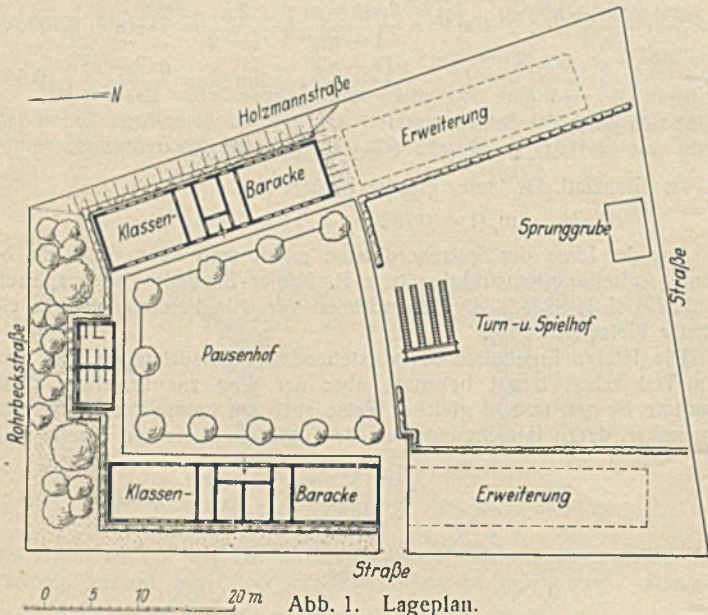 N
Holzmannstraße
Erweiterung
Klassen-
Baracke
Sprunggrube
Straße
Rohrbeckstraße
Pausenhof
Turn-u. Spielhof
Klassen-
Baracke
Erweiterung
Straße
0 5 10 20 m
Abb. 1. Lageplan.